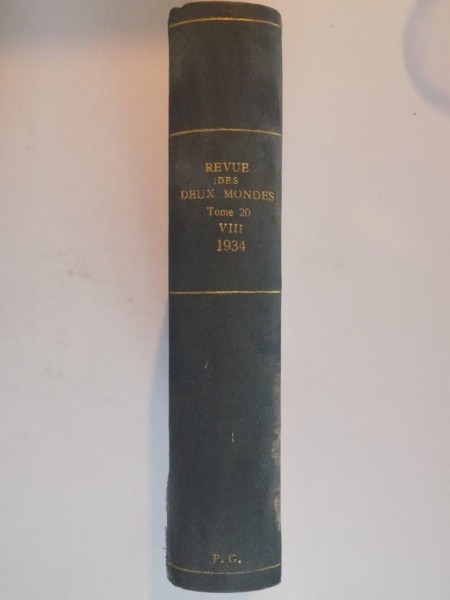 REVUE
DES
DEUX MONDES
Tome 20
VIII
1934
P. G.